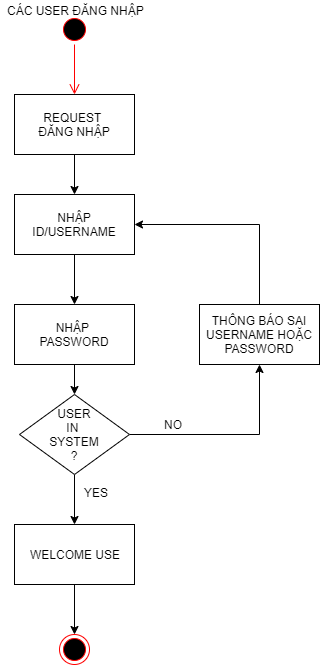 CÁC USER ĐĂNG NHẬP
REQUEST
ĐĂNG NHẬP
NHẬP
ID/USERNAME
NHẬP
PASSWORD
THÔNG BÁO SAI
USERNAME HOẶC
PASSWORD
USER
IN
SYSTEM
?
NO
YES
WELCOME USE